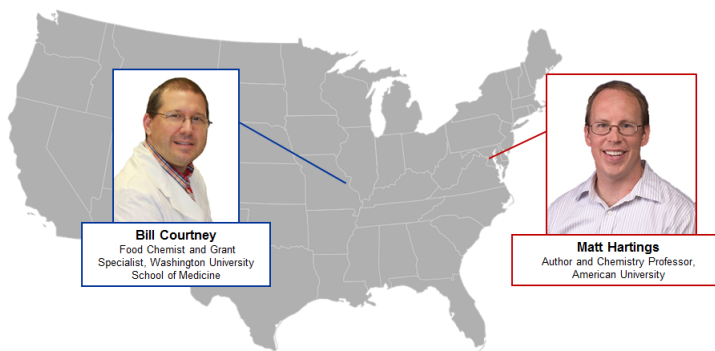 Bill Courtney
Food Chemist and Grant
Specialist, Washington University
School of Medicine
Matt Hartings
Author and Chemistry Professor,
American University